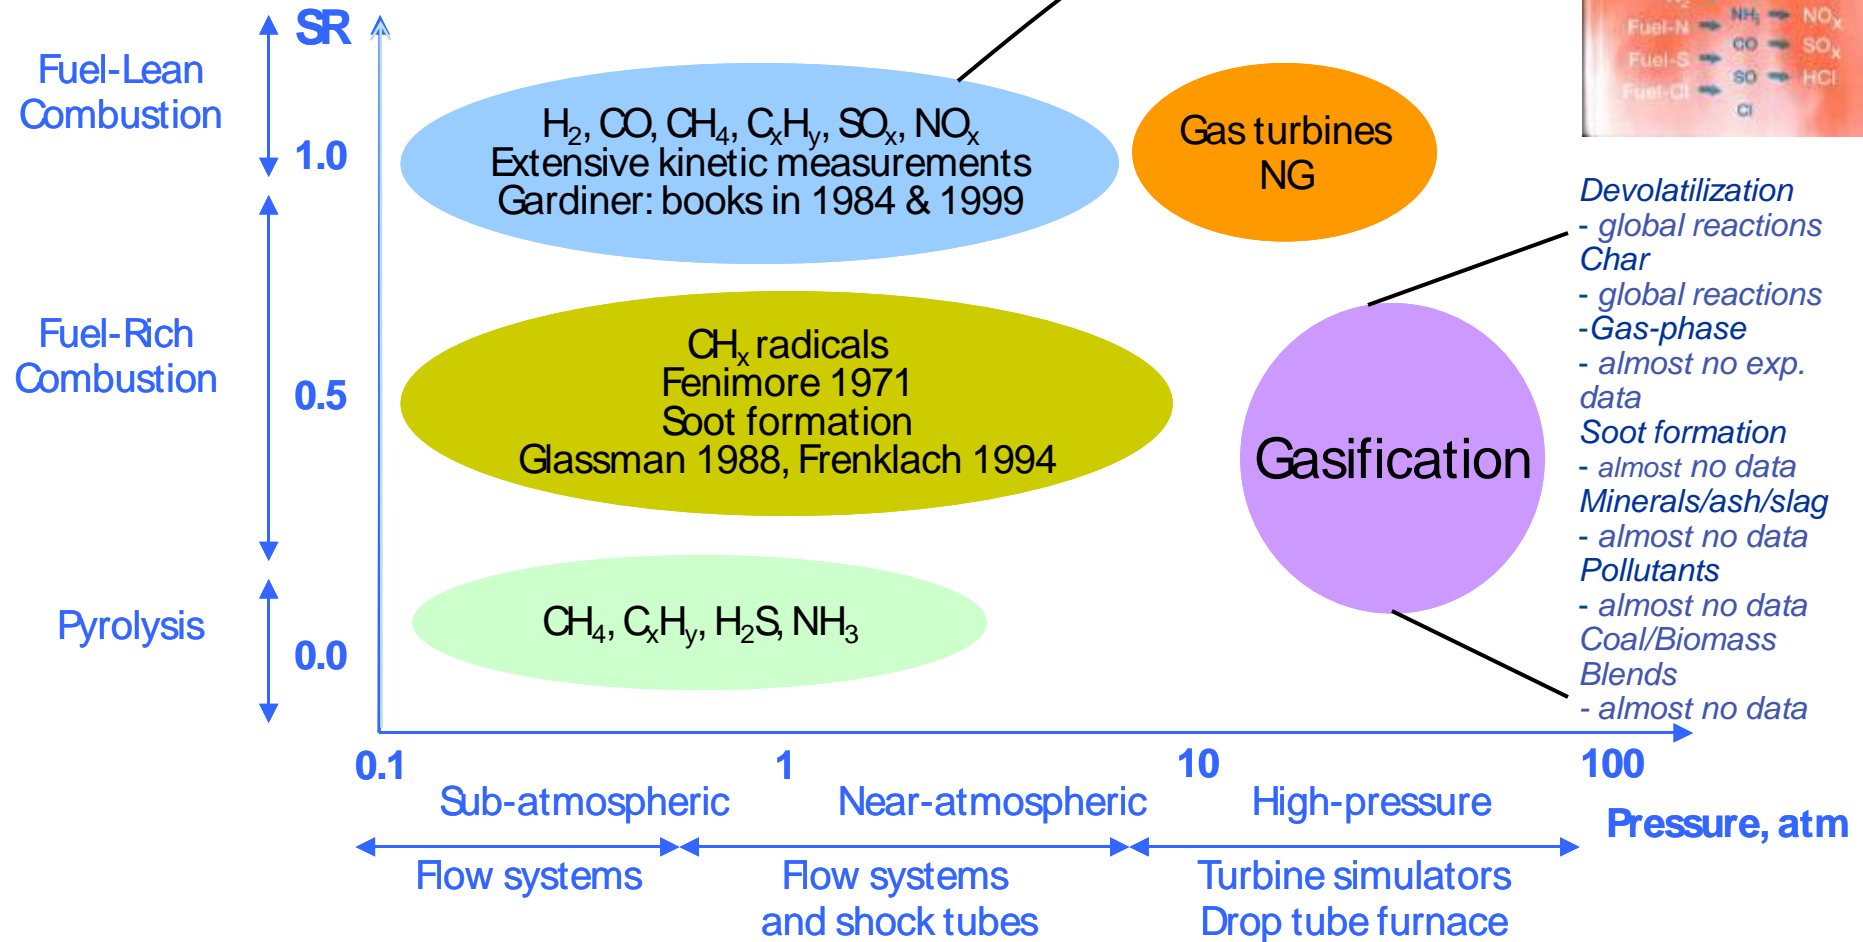 SR
Fuel-Lean
Combustion
1.0
Fuel-Rich
Combustion
0.5
Pyrolysis
0.0
H₂, CO, CH₄, CₓHᵧ, SOₓ, NOₓ
Extensive kinetic measurements
Gardiner: books in 1984 & 1999
Gas turbines
NG
CHₓ radicals
Fenimore 1971
Soot formation
Glassman 1988, Frenklach 1994
Gasification
CH₄, CₓHᵧ, H₂S, NH₃
NH₃ NOₓ
Fuel-N CO SOₓ
Fuel-S SO HCl
Fuel-Cl Cl
Devolatilization
- global reactions
Char
- global reactions
-Gas-phase
- almost no exp.
data
Soot formation
- almost no data
Minerals/ash/slag
- almost no data
Pollutants
- almost no data
Coal/Biomass
Blends
- almost no data
0.1 1 10 100
Sub-atmospheric Near-atmospheric High-pressure
Pressure, atm
Flow systems
Flow systems
and shock tubes
Turbine simulators
Drop tube furnace